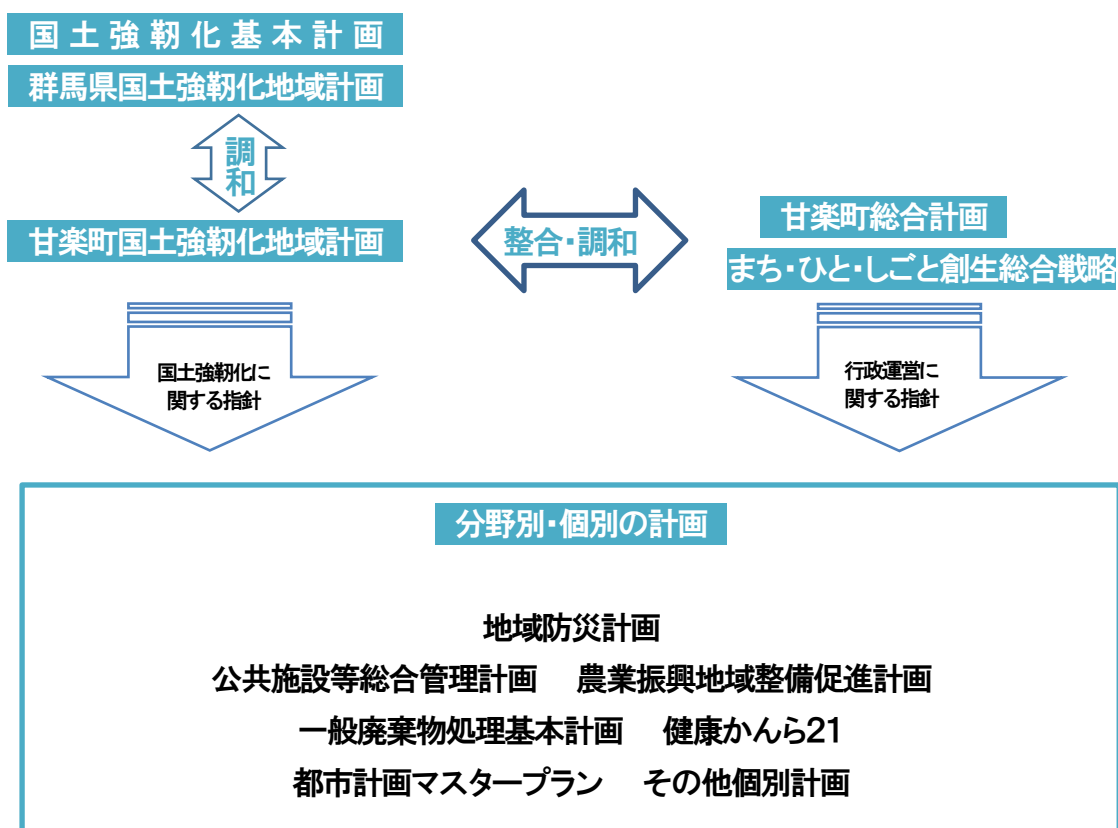 国土強靭化基本計画
群馬県国土強靭化地域計画
調
和
甘楽町国土強靭化地域計画
整合・調和
甘楽町総合計画
まち・ひと・しごと創生総合戦略
国土強靭化に
関する指針
行政運営に
関する指針
分野別・個別の計画
地域防災計画
公共施設等総合管理計画 農業振興地域整備促進計画
一般廃棄物処理基本計画 健康かんら21
都市計画マスタープラン その他個別計画